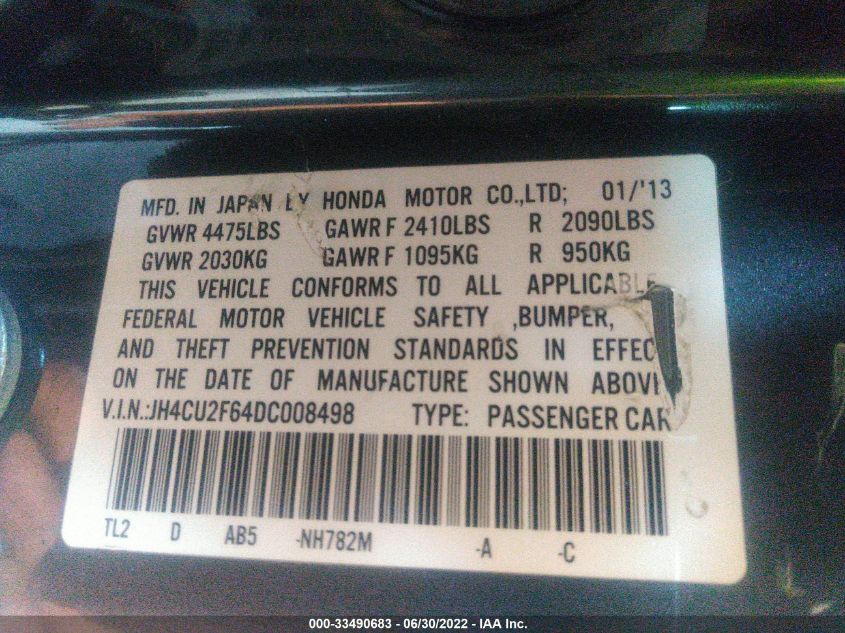 MFD. IN JAPAN BY HONDA MOTOR CO.,LTD; 01/'13
GVWR 4475LBS GAWR F 2410LBS R 2090LBS
GVWR 2030KG GAWR F 1095KG R 950KG
THIS VEHICLE CONFORMS TO ALL APPLICABLE
FEDERAL MOTOR VEHICLE SAFETY ,BUMPER,
AND THEFT PREVENTION STANDARDS IN EFFEC
ON THE DATE OF MANUFACTURE SHOWN ABOVE
V.I.N.:JH4CU2F64DC008498 TYPE: PASSENGER CAR
TL2 D AB5 -NH782M -A -C
000-33490683 - 06/30/2022 - IAA Inc.